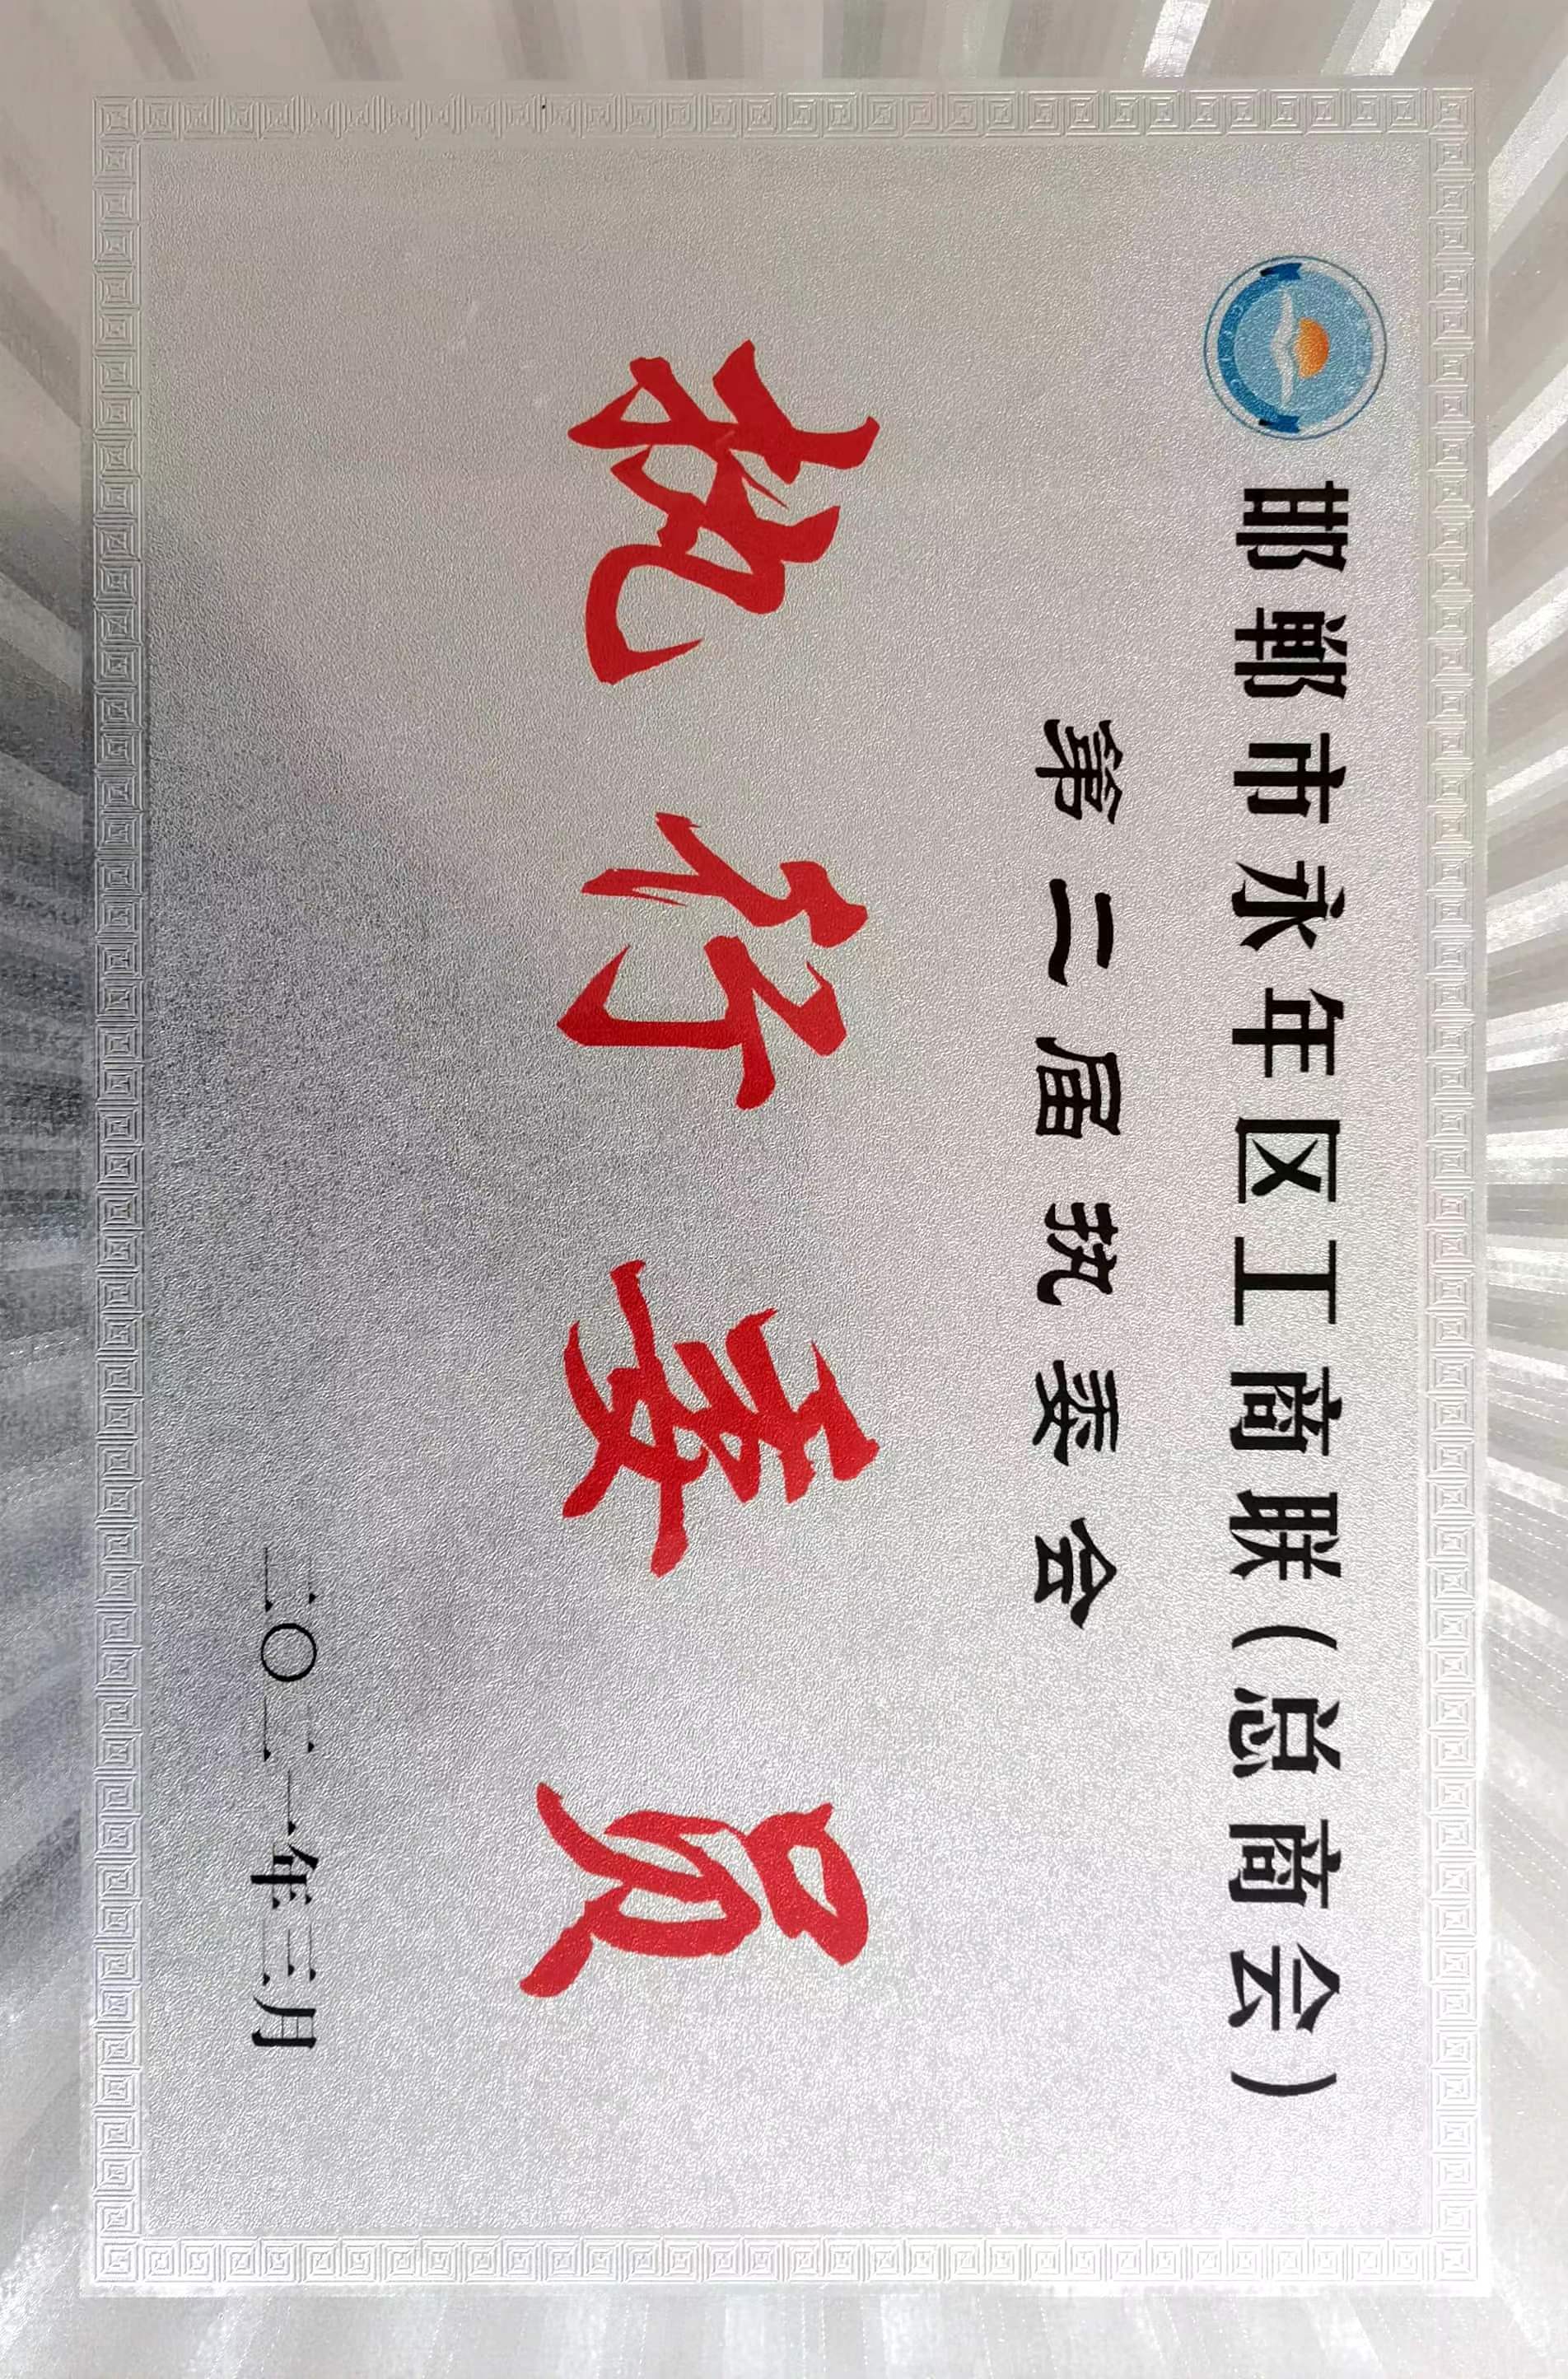 邯郸市永年区工商联(总商会)
第二届执委会
执行委员
二〇二一年三月